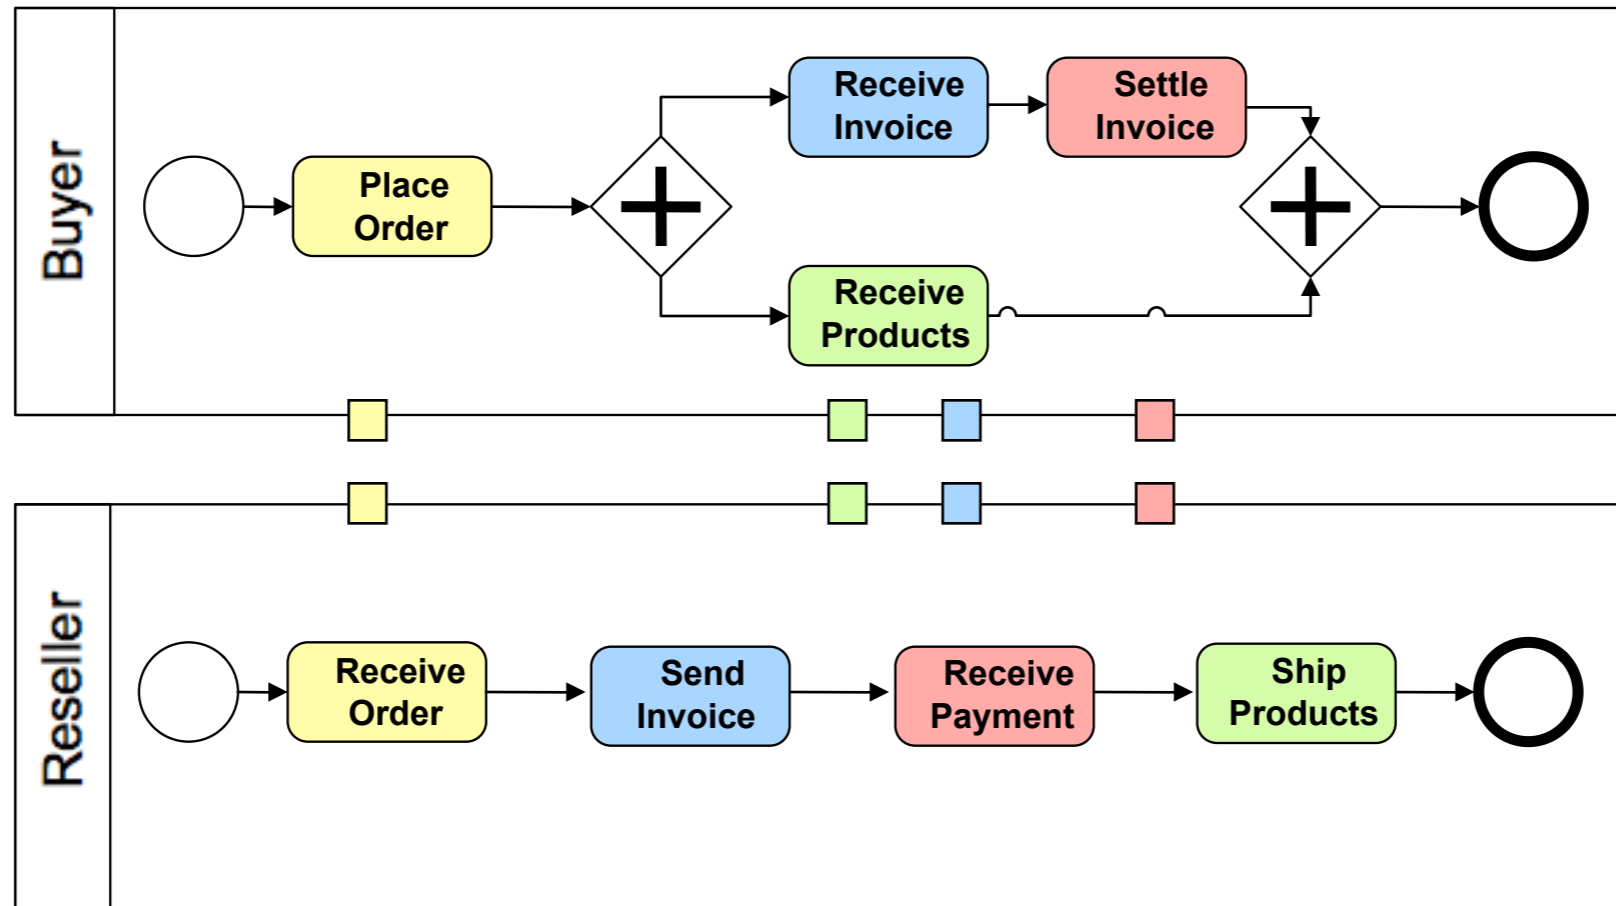 Buyer
Place
Order
Receive
Invoice
Settle
Invoice
Receive
Products
Reseller
Receive
Order
Send
Invoice
Receive
Payment
Ship
Products